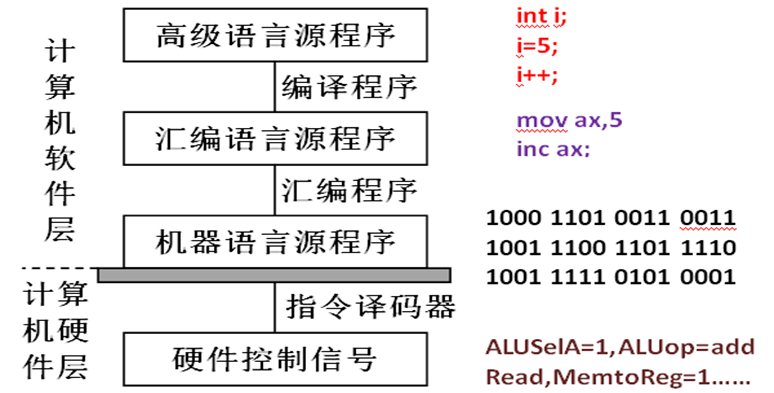 计算机软件层
高级语言源程序
int i;
i=5;
i++;
编译程序
汇编语言源程序
mov ax,5
inc ax;
汇编程序
机器语言源程序
1000 1101 0011 0011
1001 1100 1101 1110
1001 1111 0101 0001
计算机硬件层
指令译码器
硬件控制信号
ALUSelA=1,ALUop=add
Read,MemtoReg=1......